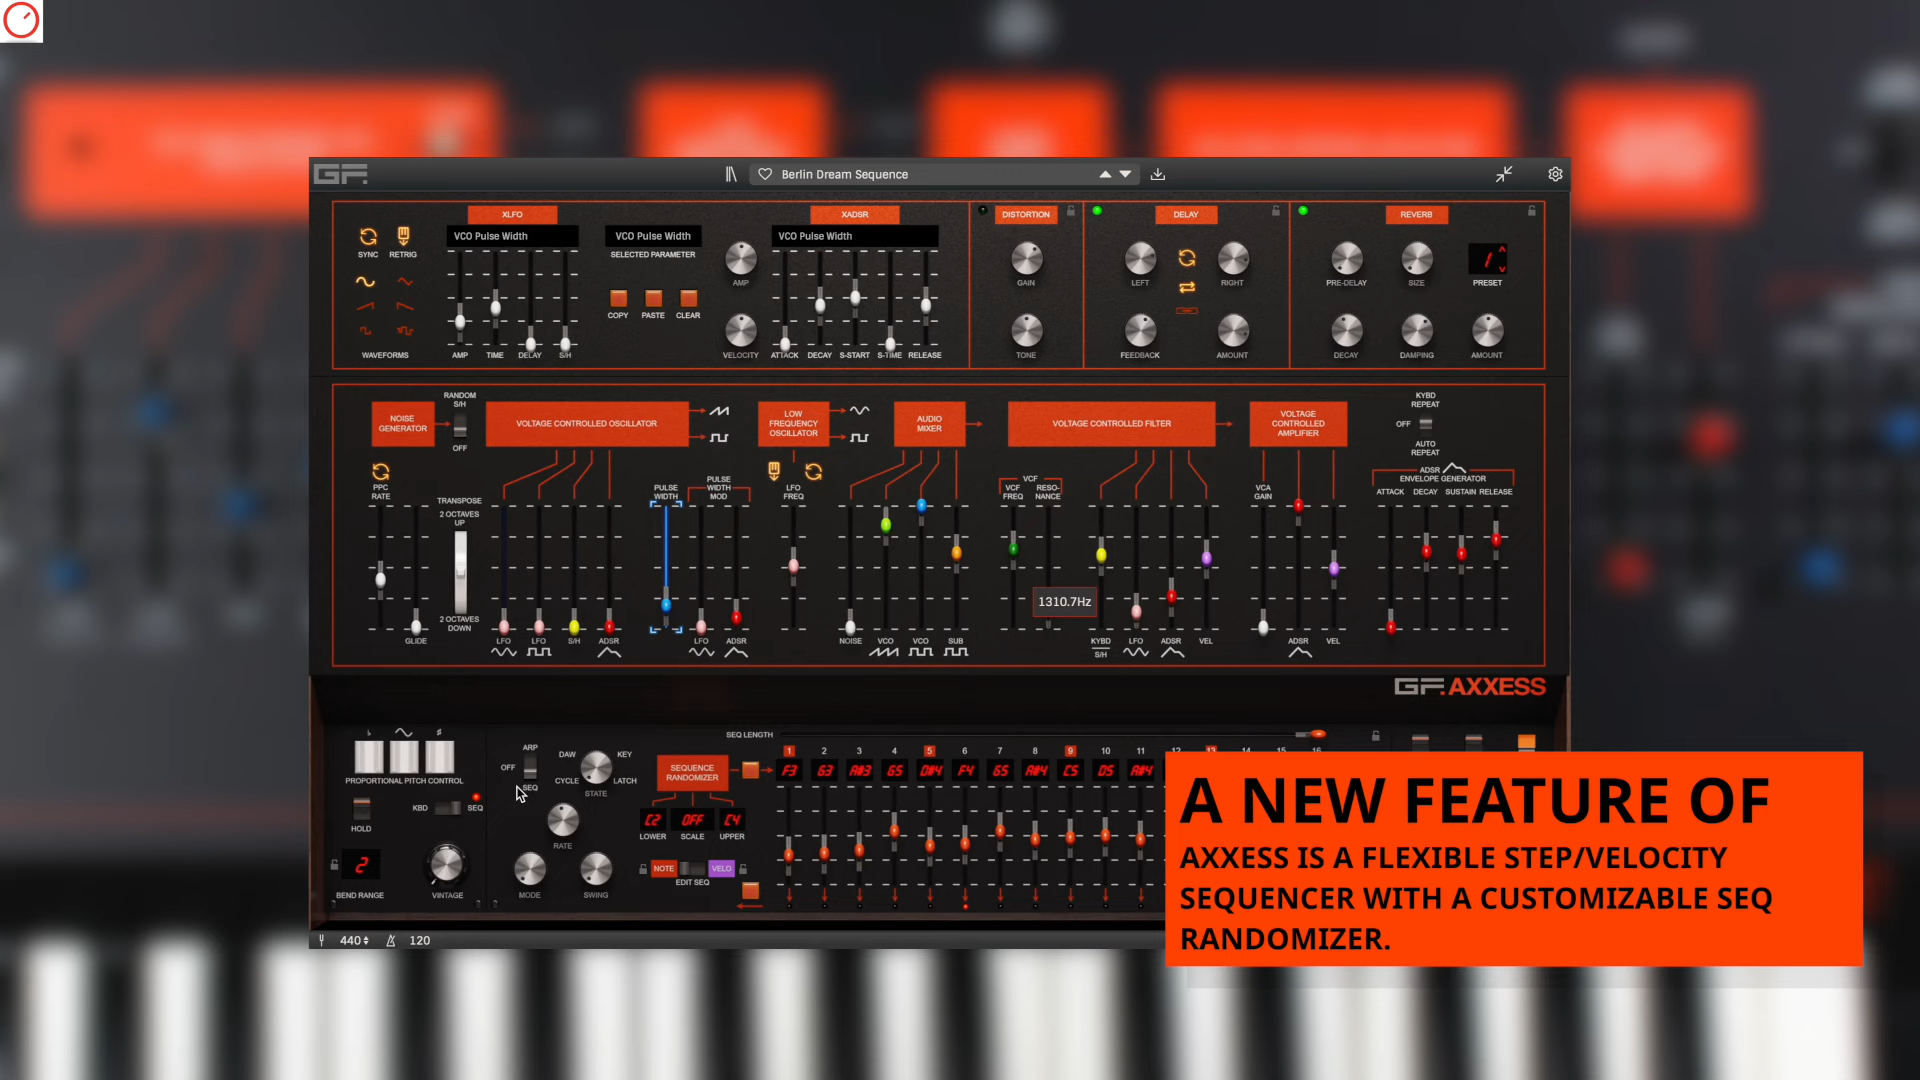 GF.
Berlin Dream Sequence
XLFO
XADSR
DISTORTION
DELAY
REVERB
VCO Pulse Width
VCO Pulse Width
VCO Pulse Width
SYNC
RETRIG
SELECTED PARAMETER
AMP
GAIN
LEFT
RIGHT
PRE-DELAY
SIZE
1
PRESET
COPY
PASTE
CLEAR
WAVEFORMS
AMP
TIME
DELAY
S/H
VELOCITY
ATTACK
DECAY
S-START
S-TIME
RELEASE
TONE
FEEDBACK
AMOUNT
DECAY
DAMPING
AMOUNT
NOISE
GENERATOR
RANDOM
S/H
OFF
VOLTAGE CONTROLLED OSCILLATOR
LOW
FREQUENCY
OSCILLATOR
AUDIO
MIXER
VOLTAGE CONTROLLED FILTER
VOLTAGE
CONTROLLED
AMPLIFIER
KYBD
REPEAT
OFF
AUTO
REPEAT
PPC
RATE
TRANSPOSE
2 OCTAVES
UP
2 OCTAVES
DOWN
GLIDE
PULSE
WIDTH
PULSE
WIDTH
MOD
LFO
FREQ
VCF
VCF
FREQ
RESO-
NANCE
VCA
GAIN
ADSR
ENVELOPE GENERATOR
ATTACK
DECAY
SUSTAIN
RELEASE
1310.7Hz
LFO
LFO
S/H
ADSR
LFO
ADSR
NOISE
VCO
VCO
SUB
KYBD
S/H
LFO
ADSR
VEL
ADSR
VEL
GF.AXXESS
PROPORTIONAL PITCH CONTROL
HOLD
KBD
SEQ
2
BEND RANGE
VINTAGE
ARP
OFF
SEQ
DAW
KEY
CYCLE
LATCH
STATE
RATE
MODE
SWING
SEQ LENGTH
SEQUENCE
RANDOMIZER
C2
OFF
C4
LOWER
SCALE
UPPER
NOTE
VELO
EDIT SEQ
1 2 3 4 5 6 7 8 9 10 11 12 13 14 15 16
F3 G3 A#3 G5 D#4 F4 G5 A#4 C5 D5 A#4
440
120
A NEW FEATURE OF
AXXESS IS A FLEXIBLE STEP/VELOCITY
SEQUENCER WITH A CUSTOMIZABLE SEQ
RANDOMIZER.